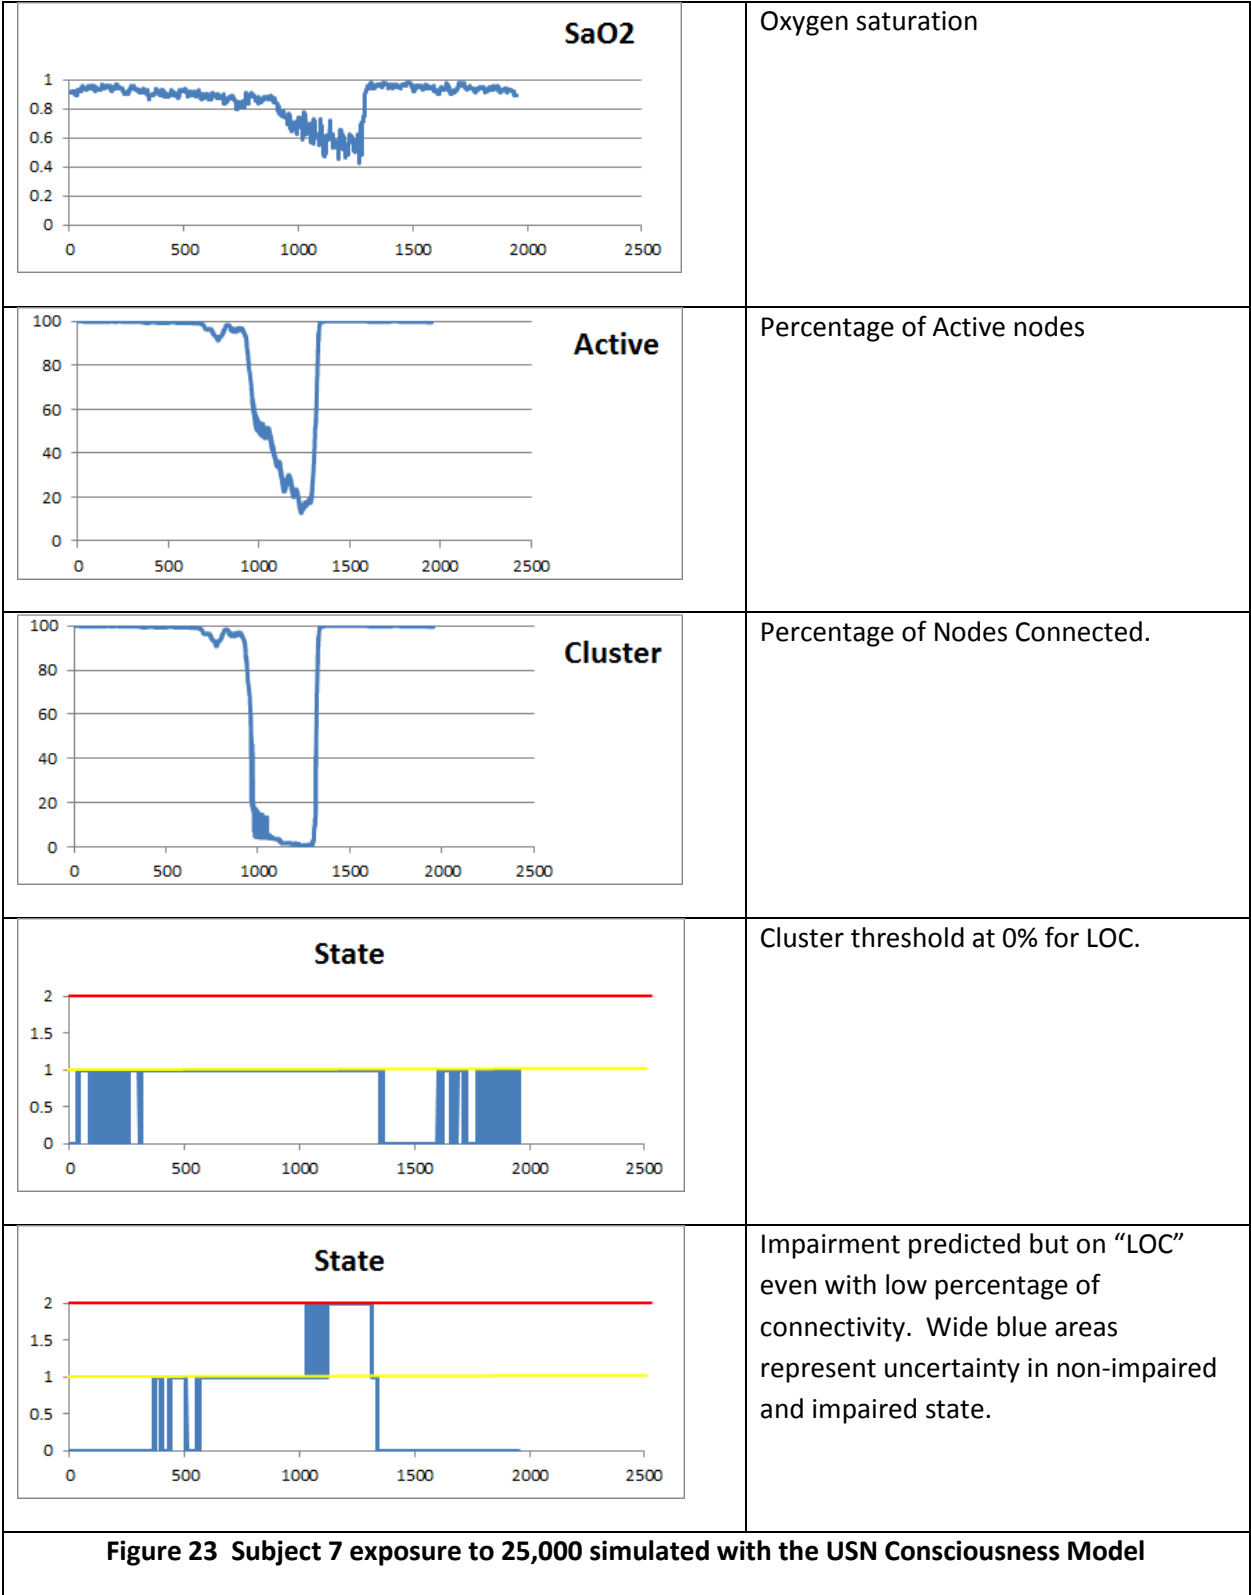 SaO2
1
0.8
0.6
0.4
0.2
0
0 500 1000 1500 2000 2500
Oxygen saturation
Active
100
80
60
40
20
0
0 500 1000 1500 2000 2500
Percentage of Active nodes
Cluster
100
80
60
40
20
0
0 500 1000 1500 2000 2500
Percentage of Nodes Connected.
State
2
1.5
1
0.5
0
0 500 1000 1500 2000 2500
Cluster threshold at 0% for LOC.
State
2
1.5
1
0.5
0
0 500 1000 1500 2000 2500
Impairment predicted but on “LOC”
even with low percentage of
connectivity. Wide blue areas
represent uncertainty in non-impaired
and impaired state.
Figure 23 Subject 7 exposure to 25,000 simulated with the USN Consciousness Model